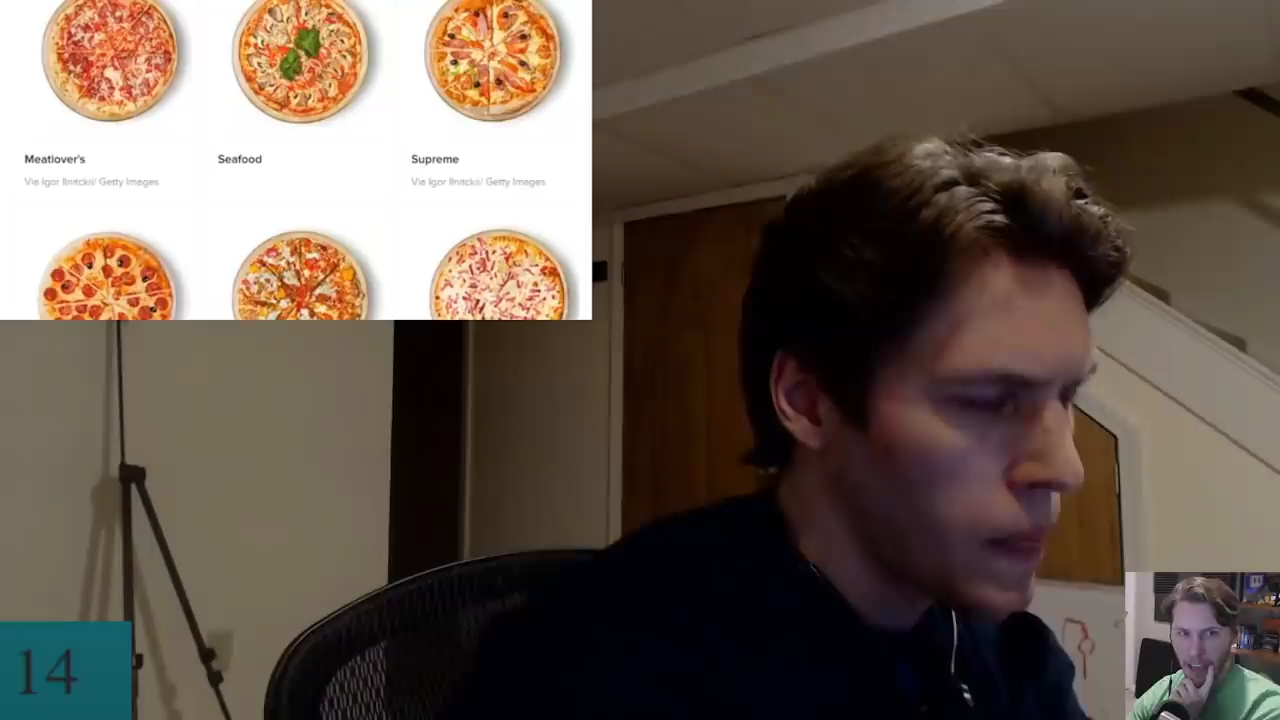 Meatlover's
Seafood
Supreme
Via Igor Ilnitckii/ Getty Images
Via Igor Ilnitckii/ Getty Images
14